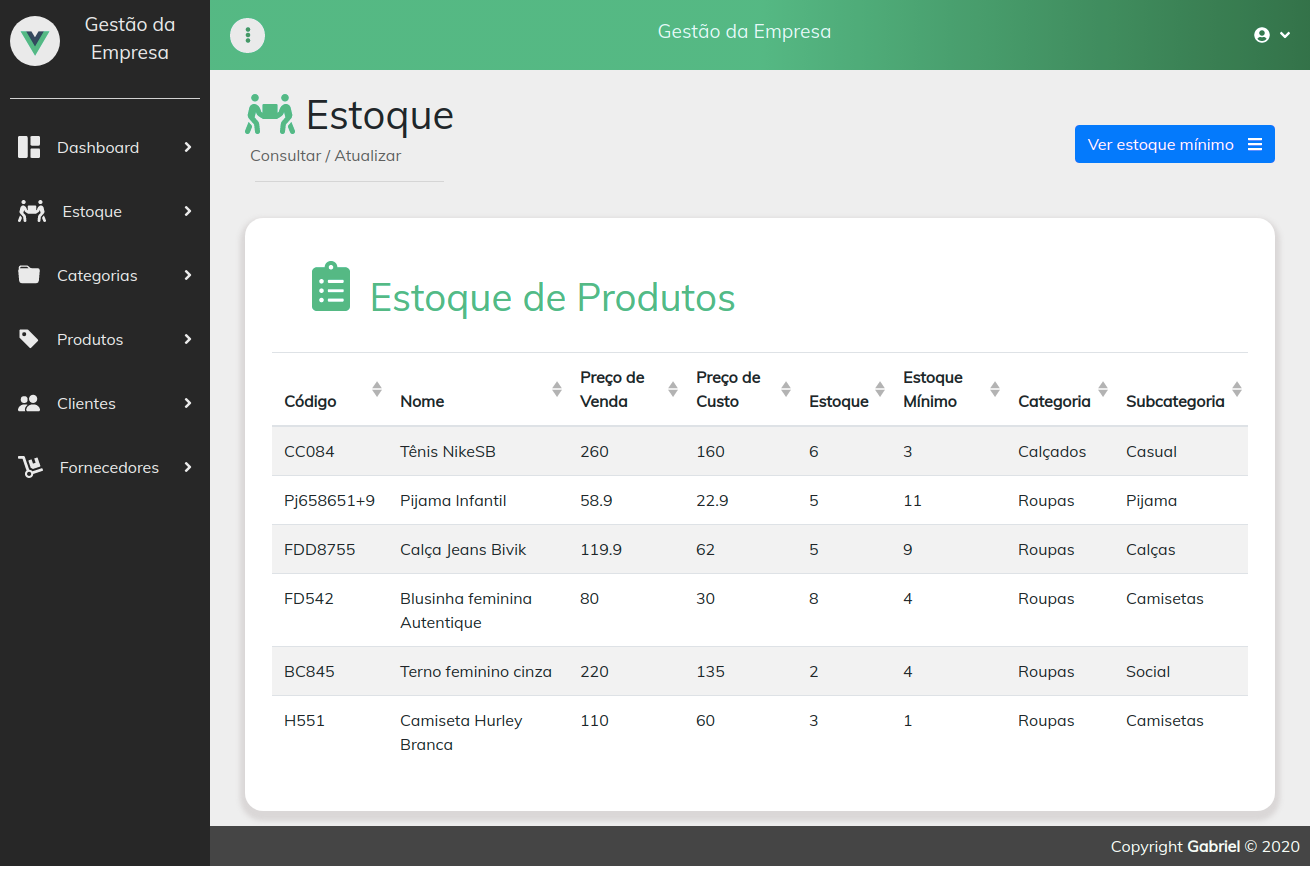 Gestão da
Empresa
Gestão da Empresa
Dashboard
Estoque
Categorias
Produtos
Clientes
Fornecedores
Estoque
Consultar / Atualizar
Ver estoque mínimo
Estoque de Produtos
Código Nome Preço de Venda Preço de Custo Estoque Estoque Mínimo Categoria Subcategoria
CC084 Tênis NikeSB 260 160 6 3 Calçados Casual
Pj658651+9 Pijama Infantil 58.9 22.9 5 11 Roupas Pijama
FDD8755 Calça Jeans Bivik 119.9 62 5 9 Roupas Calças
FD542 Blusinha feminina Autentique 80 30 8 4 Roupas Camisetas
BC845 Terno feminino cinza 220 135 2 4 Roupas Social
H551 Camiseta Hurley Branca 110 60 3 1 Roupas Camisetas
Copyright Gabriel © 2020